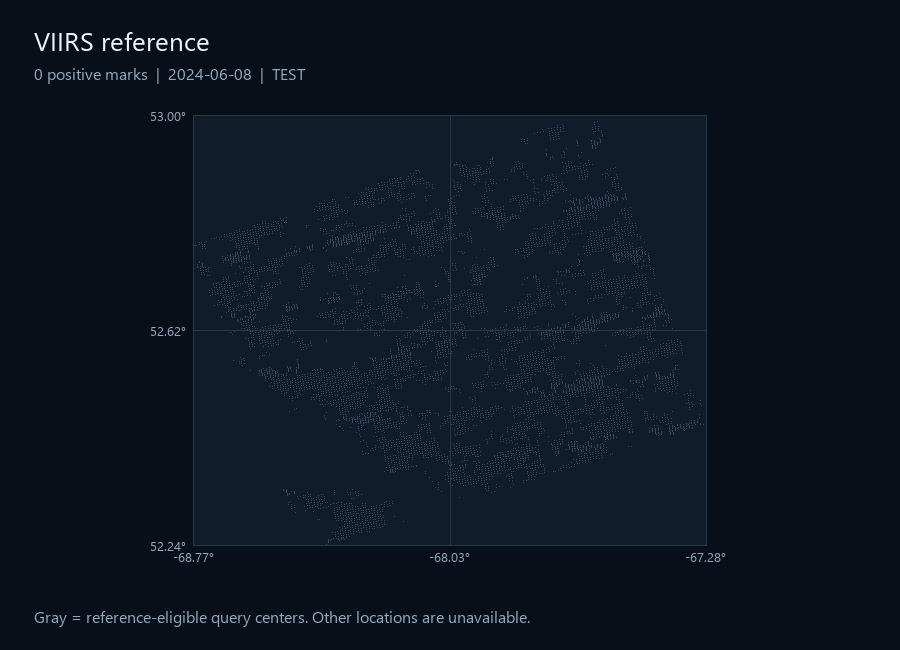 VIIRS reference
0 positive marks | 2024-06-08 | TEST
53.00°
52.62°
52.24°
-68.77°
-68.03°
-67.28°
Gray = reference-eligible query centers. Other locations are unavailable.